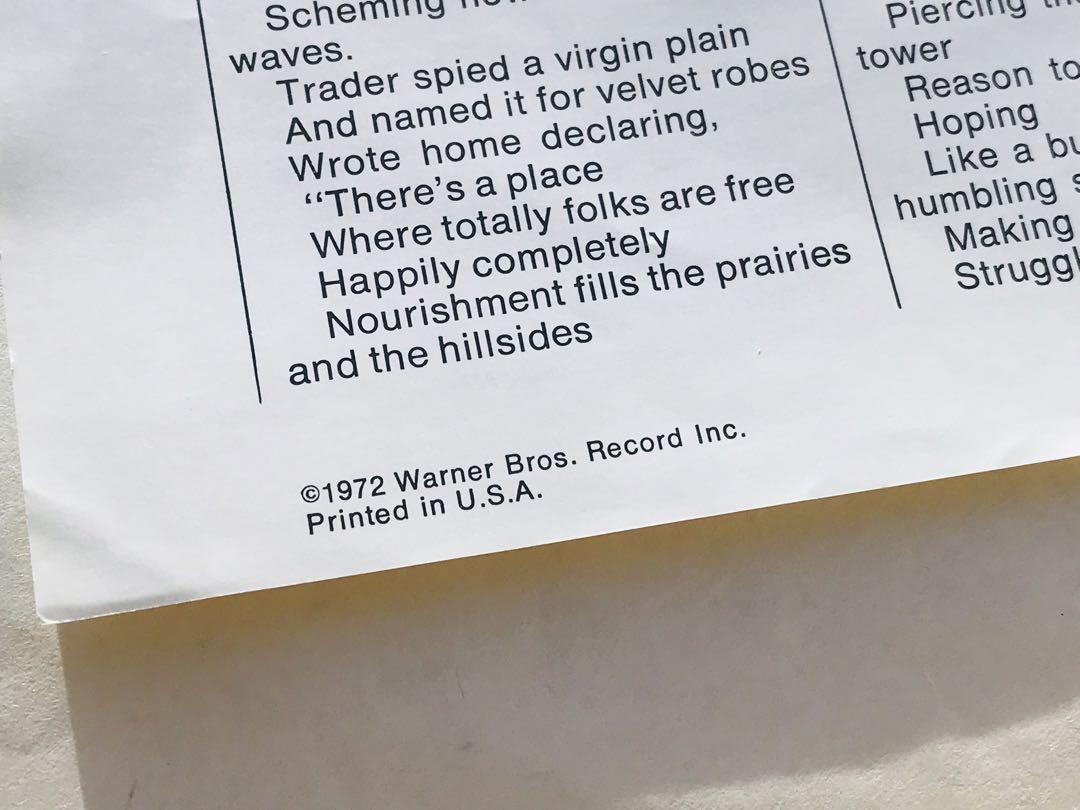 Scheming
waves.
Trader spied a virgin plain
And named it for velvet robes
Wrote home declaring,
“There’s a place
Where totally folks are free
Happily completely
Nourishment fills the prairies
and the hillsides
©1972 Warner Bros. Record Inc.
Printed in U.S.A.
Piercing
tower
Reason to
Hoping
Like a
humbling
Making